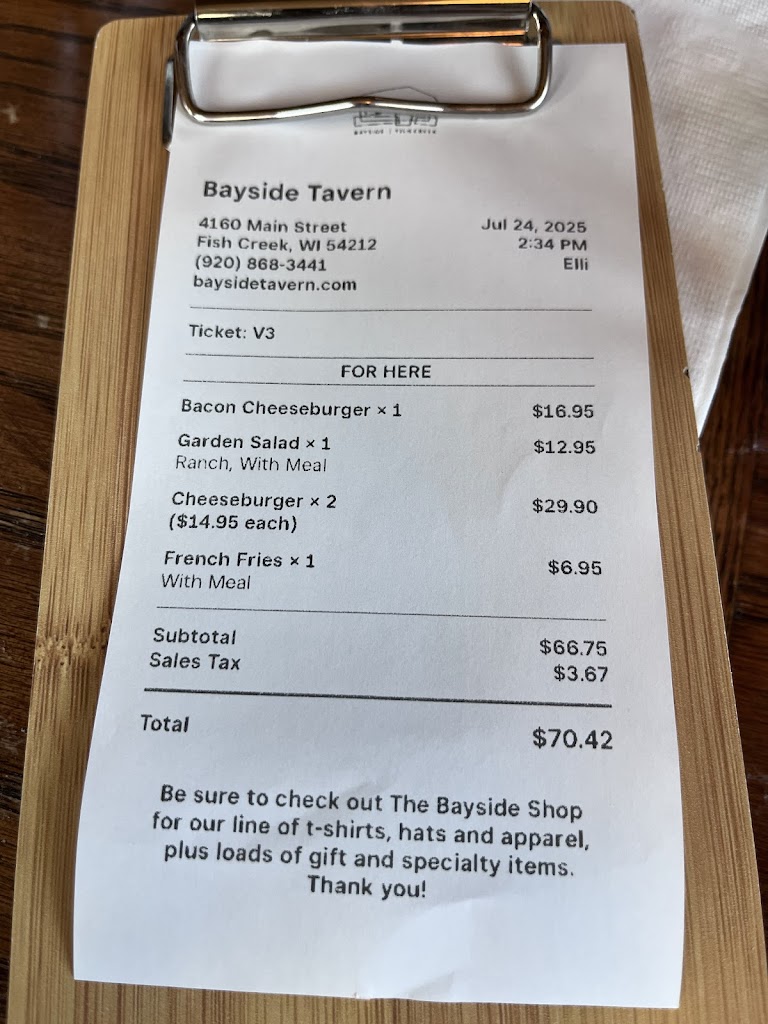 Bayside Tavern
4160 Main Street
Fish Creek, WI 54212
(920) 868-3441
baysidetavern.com
Jul 24, 2025
2:34 PM
Elli
Ticket: V3
FOR HERE
Bacon Cheeseburger × 1 $16.95
Garden Salad × 1 $12.95
Ranch, With Meal
Cheeseburger × 2 $29.90
($14.95 each)
French Fries × 1 $6.95
With Meal
Subtotal $66.75
Sales Tax $3.67
Total $70.42
Be sure to check out The Bayside Shop
for our line of t-shirts, hats and apparel,
plus loads of gift and specialty items.
Thank you!